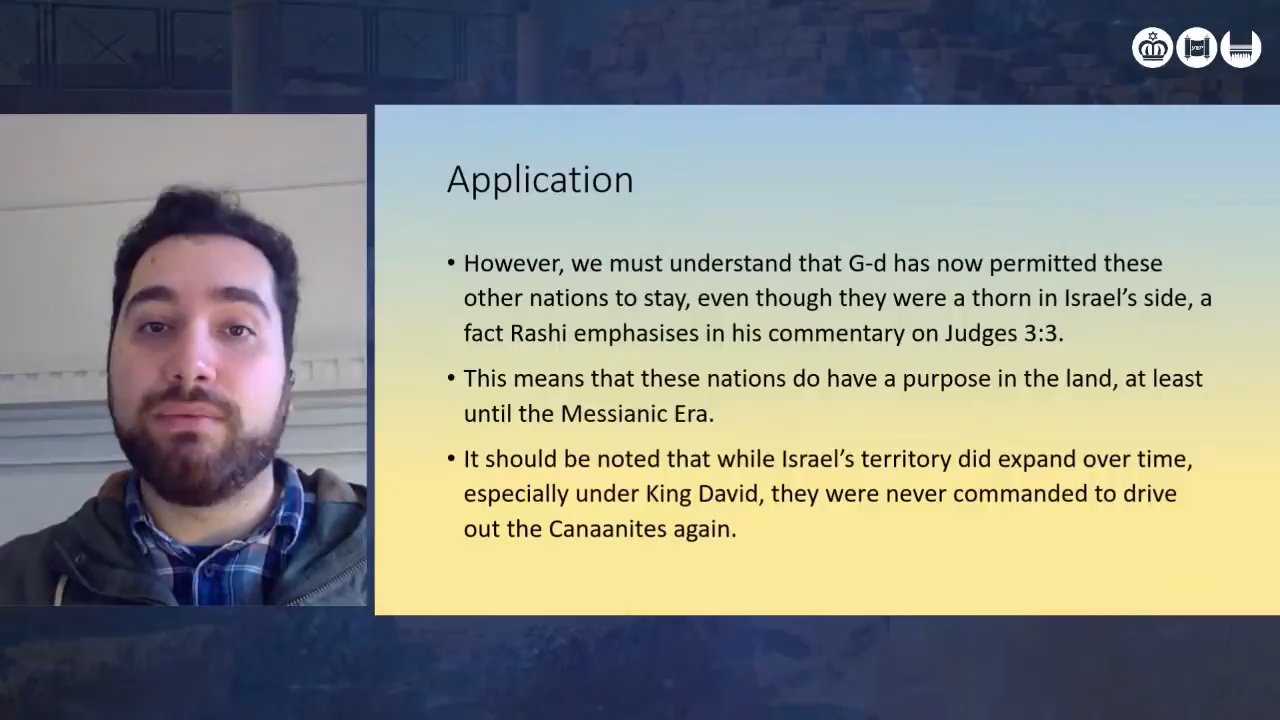 Application
• However, we must understand that G-d has now permitted these
other nations to stay, even though they were a thorn in Israel’s side, a
fact Rashi emphasises in his commentary on Judges 3:3.
• This means that these nations do have a purpose in the land, at least
until the Messianic Era.
• It should be noted that while Israel’s territory did expand over time,
especially under King David, they were never commanded to drive
out the Canaanites again.